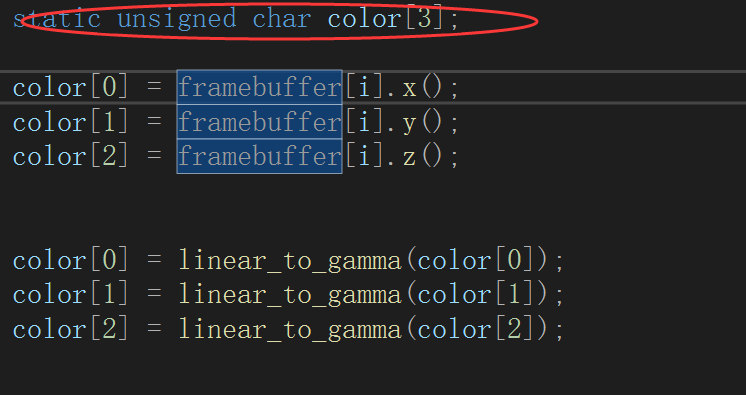 static unsigned char color[3];
color[0] = framebuffer[i].x();
color[1] = framebuffer[i].y();
color[2] = framebuffer[i].z();
color[0] = linear_to_gamma(color[0]);
color[1] = linear_to_gamma(color[1]);
color[2] = linear_to_gamma(color[2]);